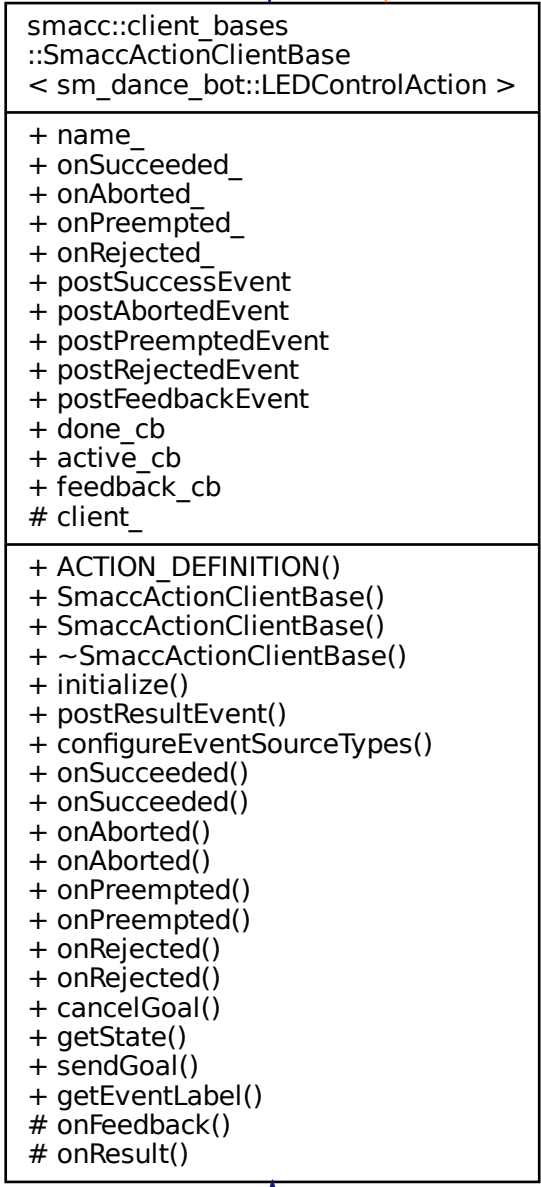 smacc::client_bases
::SmaccActionClientBase
< sm_dance_bot::LEDControlAction >
+ name_
+ onSucceeded_
+ onAborted_
+ onPreempted_
+ onRejected_
+ postSuccessEvent
+ postAbortedEvent
+ postPreemptedEvent
+ postRejectedEvent
+ postFeedbackEvent
+ done_cb
+ active_cb
+ feedback_cb
# client_
+ ACTION_DEFINITION()
+ SmaccActionClientBase()
+ SmaccActionClientBase()
+ ~SmaccActionClientBase()
+ initialize()
+ postResultEvent()
+ configureEventSourceTypes()
+ onSucceeded()
+ onSucceeded()
+ onAborted()
+ onAborted()
+ onPreempted()
+ onPreempted()
+ onRejected()
+ onRejected()
+ cancelGoal()
+ getState()
+ sendGoal()
+ getEventLabel()
# onFeedback()
# onResult()